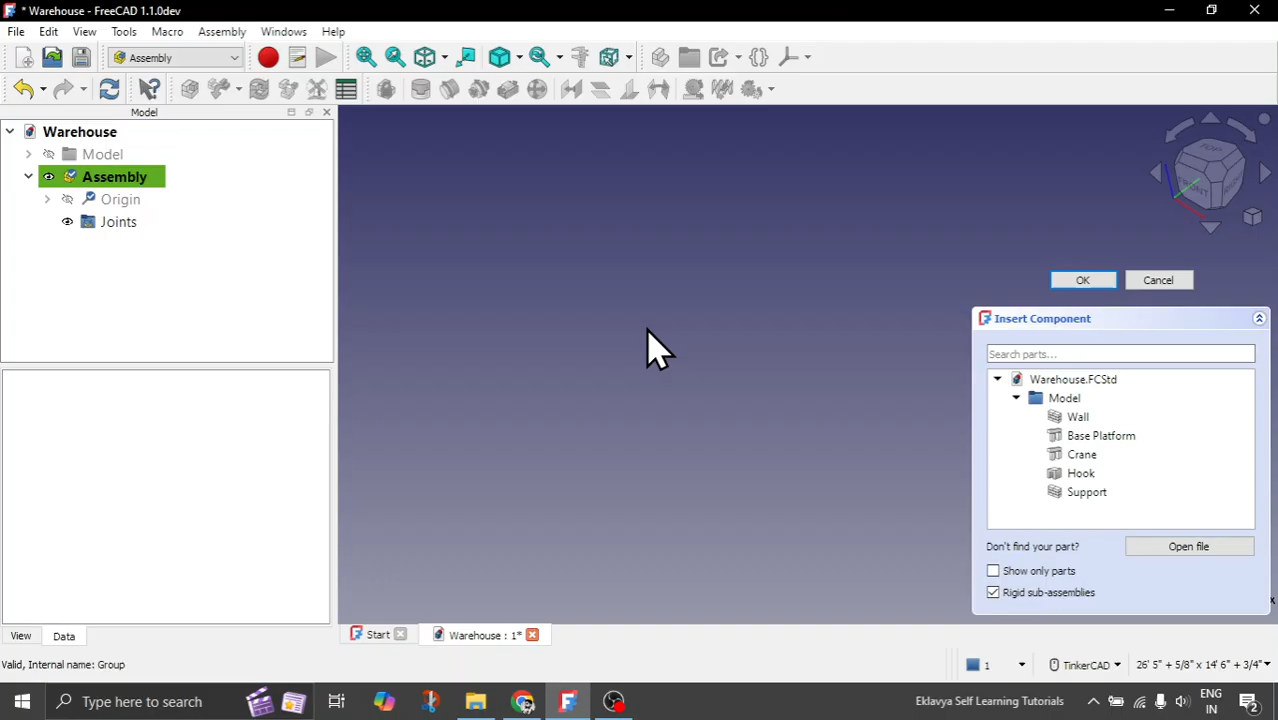 * Warehouse - FreeCAD 1.1.0dev
File Edit View Tools Macro Assembly Windows Help
Assembly
Model
Warehouse
Model
Assembly
Origin
Joints
TOP
FRONT
OK Cancel
Insert Component
Search parts...
Warehouse.FCStd
Model
Wall
Base Platform
Crane
Hook
Support
Don't find your part? Open file
Show only parts
Rigid sub-assemblies
View Data
Start Warehouse : 1*
Valid, Internal name: Group
1 TinkerCAD 26' 5" + 5/8" x 14' 6" + 3/4"
Type here to search
Eklavya Self Learning Tutorials
ENG
IN
2